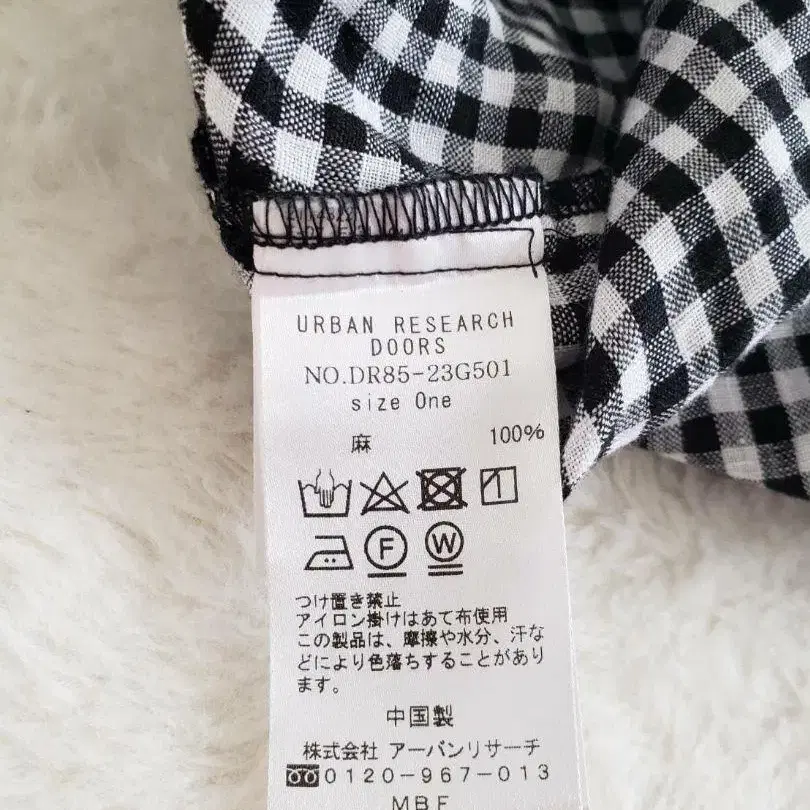 URBAN RESEARCH
DOORS
NO.DR85-23G501
size One
麻 100%
F W
つけ置き禁止
アイロン掛けはあて布使用
この製品は、摩擦や水分、汗な
どにより色落ちすることがあり
ます。
中国製
株式会社 アーバンリサーチ
0120-967-013
MBF